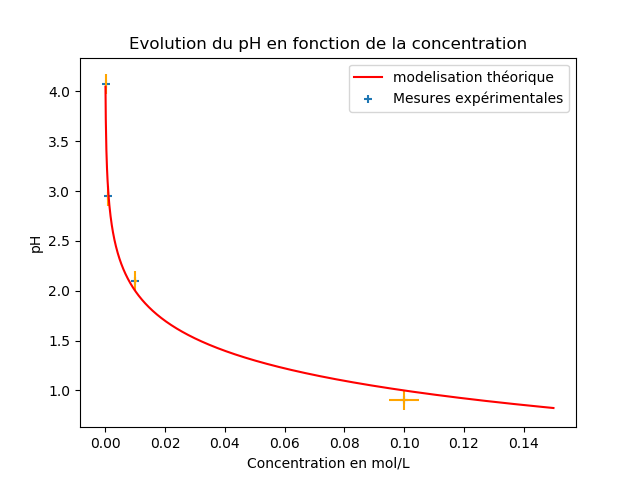 Evolution du pH en fonction de la concentration
modelisation théorique
Mesures expérimentales
4.0
3.5
3.0
2.5
2.0
1.5
1.0
pH
0.00 0.02 0.04 0.06 0.08 0.10 0.12 0.14
Concentration en mol/L